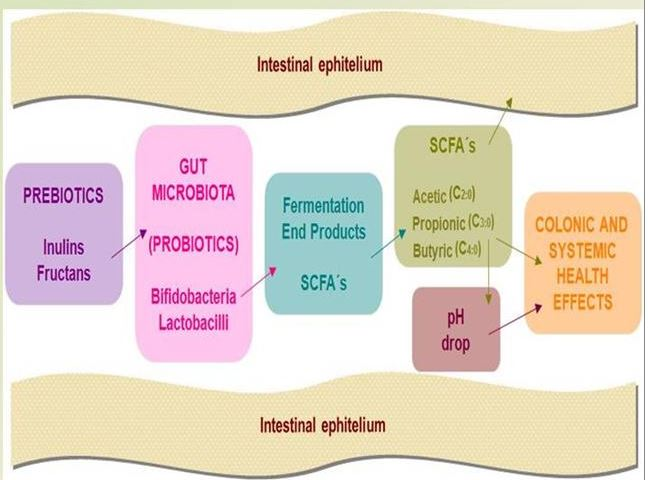 Intestinal ephitelium
PREBIOTICS
Inulins
Fructans
GUT
MICROBIOTA
(PROBIOTICS)
Bifidobacteria
Lactobacilli
Fermentation
End Products
SCFA´s
SCFA´s
Acetic (C2:0)
Propionic (C3:0)
Butyric (C4:0)
pH
drop
COLONIC AND
SYSTEMIC
HEALTH
EFFECTS
Intestinal ephitelium